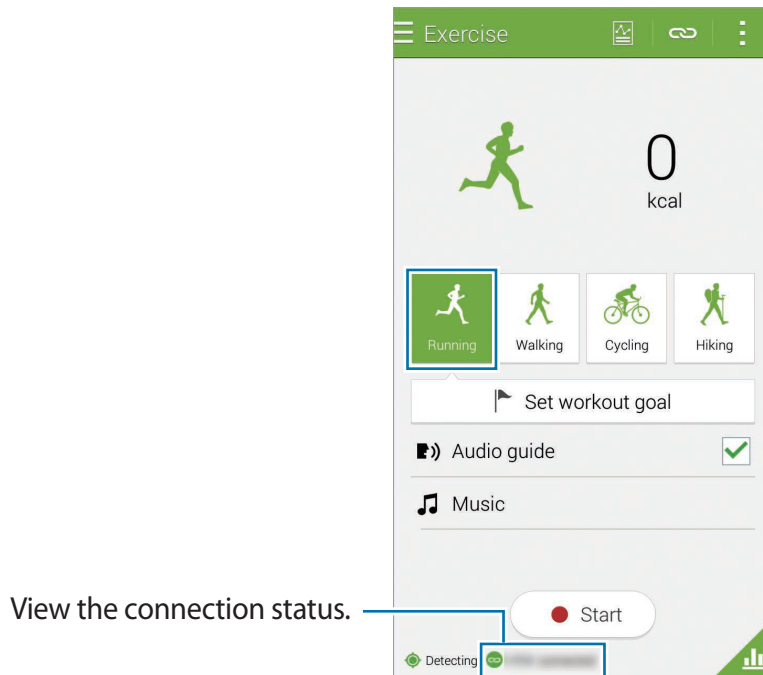 Exercise
0
kcal
Running
Walking
Cycling
Hiking
Set workout goal
Audio guide
Music
View the connection status.
Start
Detecting